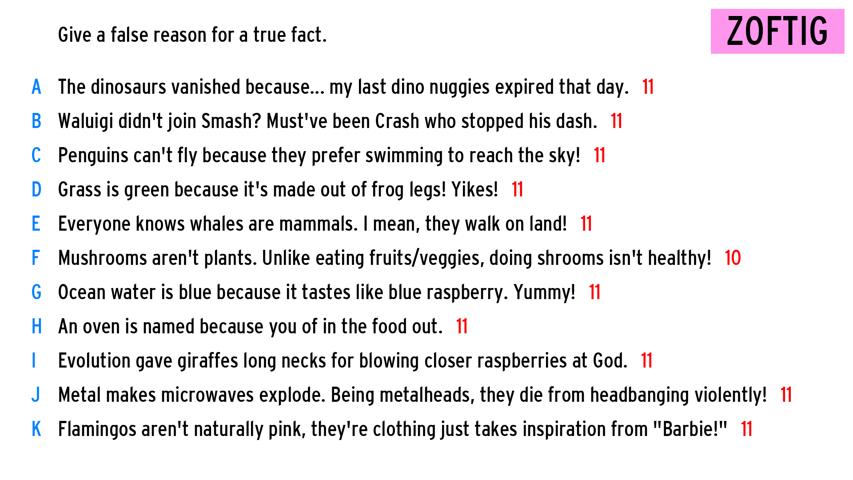 Give a false reason for a true fact.
ZOFTIG
A The dinosaurs vanished because... my last dino nuggies expired that day. 11
B Waluigi didn't join Smash? Must've been Crash who stopped his dash. 11
C Penguins can't fly because they prefer swimming to reach the sky! 11
D Grass is green because it's made out of frog legs! Yikes! 11
E Everyone knows whales are mammals. I mean, they walk on land! 11
F Mushrooms aren't plants. Unlike eating fruits/veggies, doing shrooms isn't healthy! 10
G Ocean water is blue because it tastes like blue raspberry. Yummy! 11
H An oven is named because you of in the food out. 11
I Evolution gave giraffes long necks for blowing closer raspberries at God. 11
J Metal makes microwaves explode. Being metalheads, they die from headbanging violently! 11
K Flamingos aren't naturally pink, they're clothing just takes inspiration from "Barbie!" 11